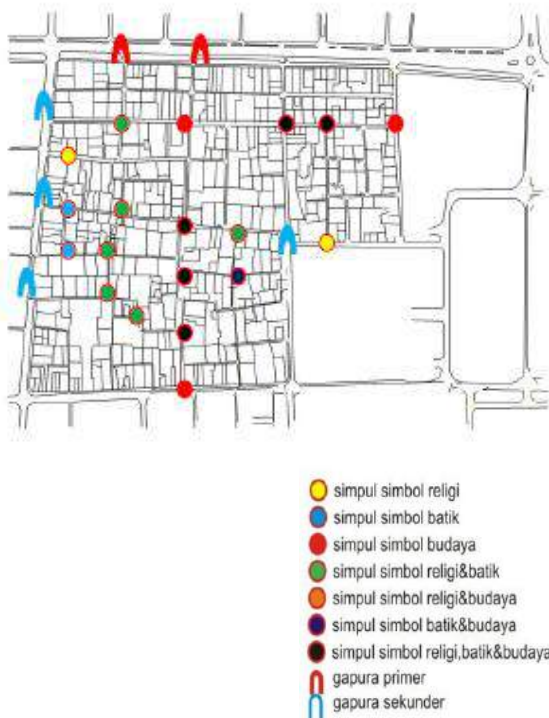 simpul simbol religi
simpul simbol batik
simpul simbol budaya
simpul simbol religi&batik
simpul simbol religi&budaya
simpul simbol batik&budaya
simpul simbol religi,batik&budaya
gapura primer
gapura sekunder